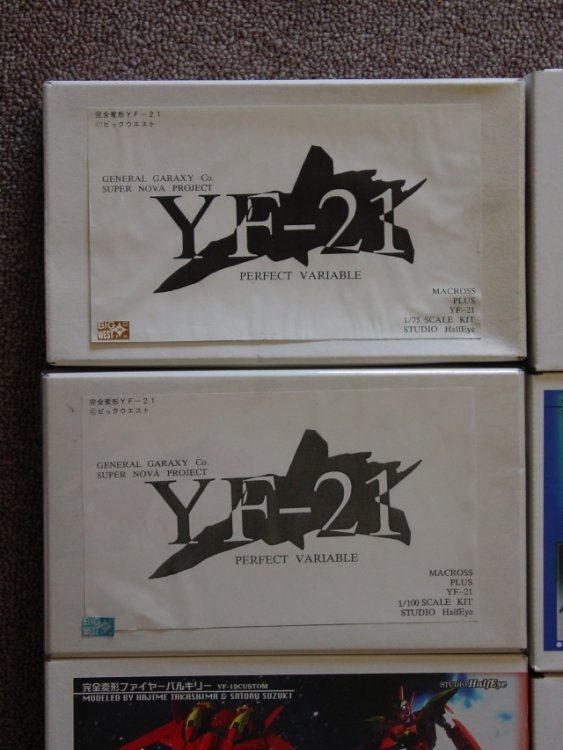 完全変形YF-21
©ビックウエスト
GENERAL GARAXY Co.
SUPER NOVA PROJECT
YF-21
PERFECT VARIABLE
MACROSS
PLUS
YF-21
1/75 SCALE KIT
STUDIO HalfEye
BIG
WEST
完全変形YF-21
©ビックウエスト
GENERAL GARAXY Co.
SUPER NOVA PROJECT
YF-21
PERFECT VARIABLE
MACROSS
PLUS
YF-21
1/100 SCALE KIT
STUDIO HalfEye
BIG
WEST
完全変形ファイヤーバルキリー VF-19CUSTOM
STUDIO HalfEye
MODELED BY HAJIME TAKASHIMA & SATORU SUZUKI